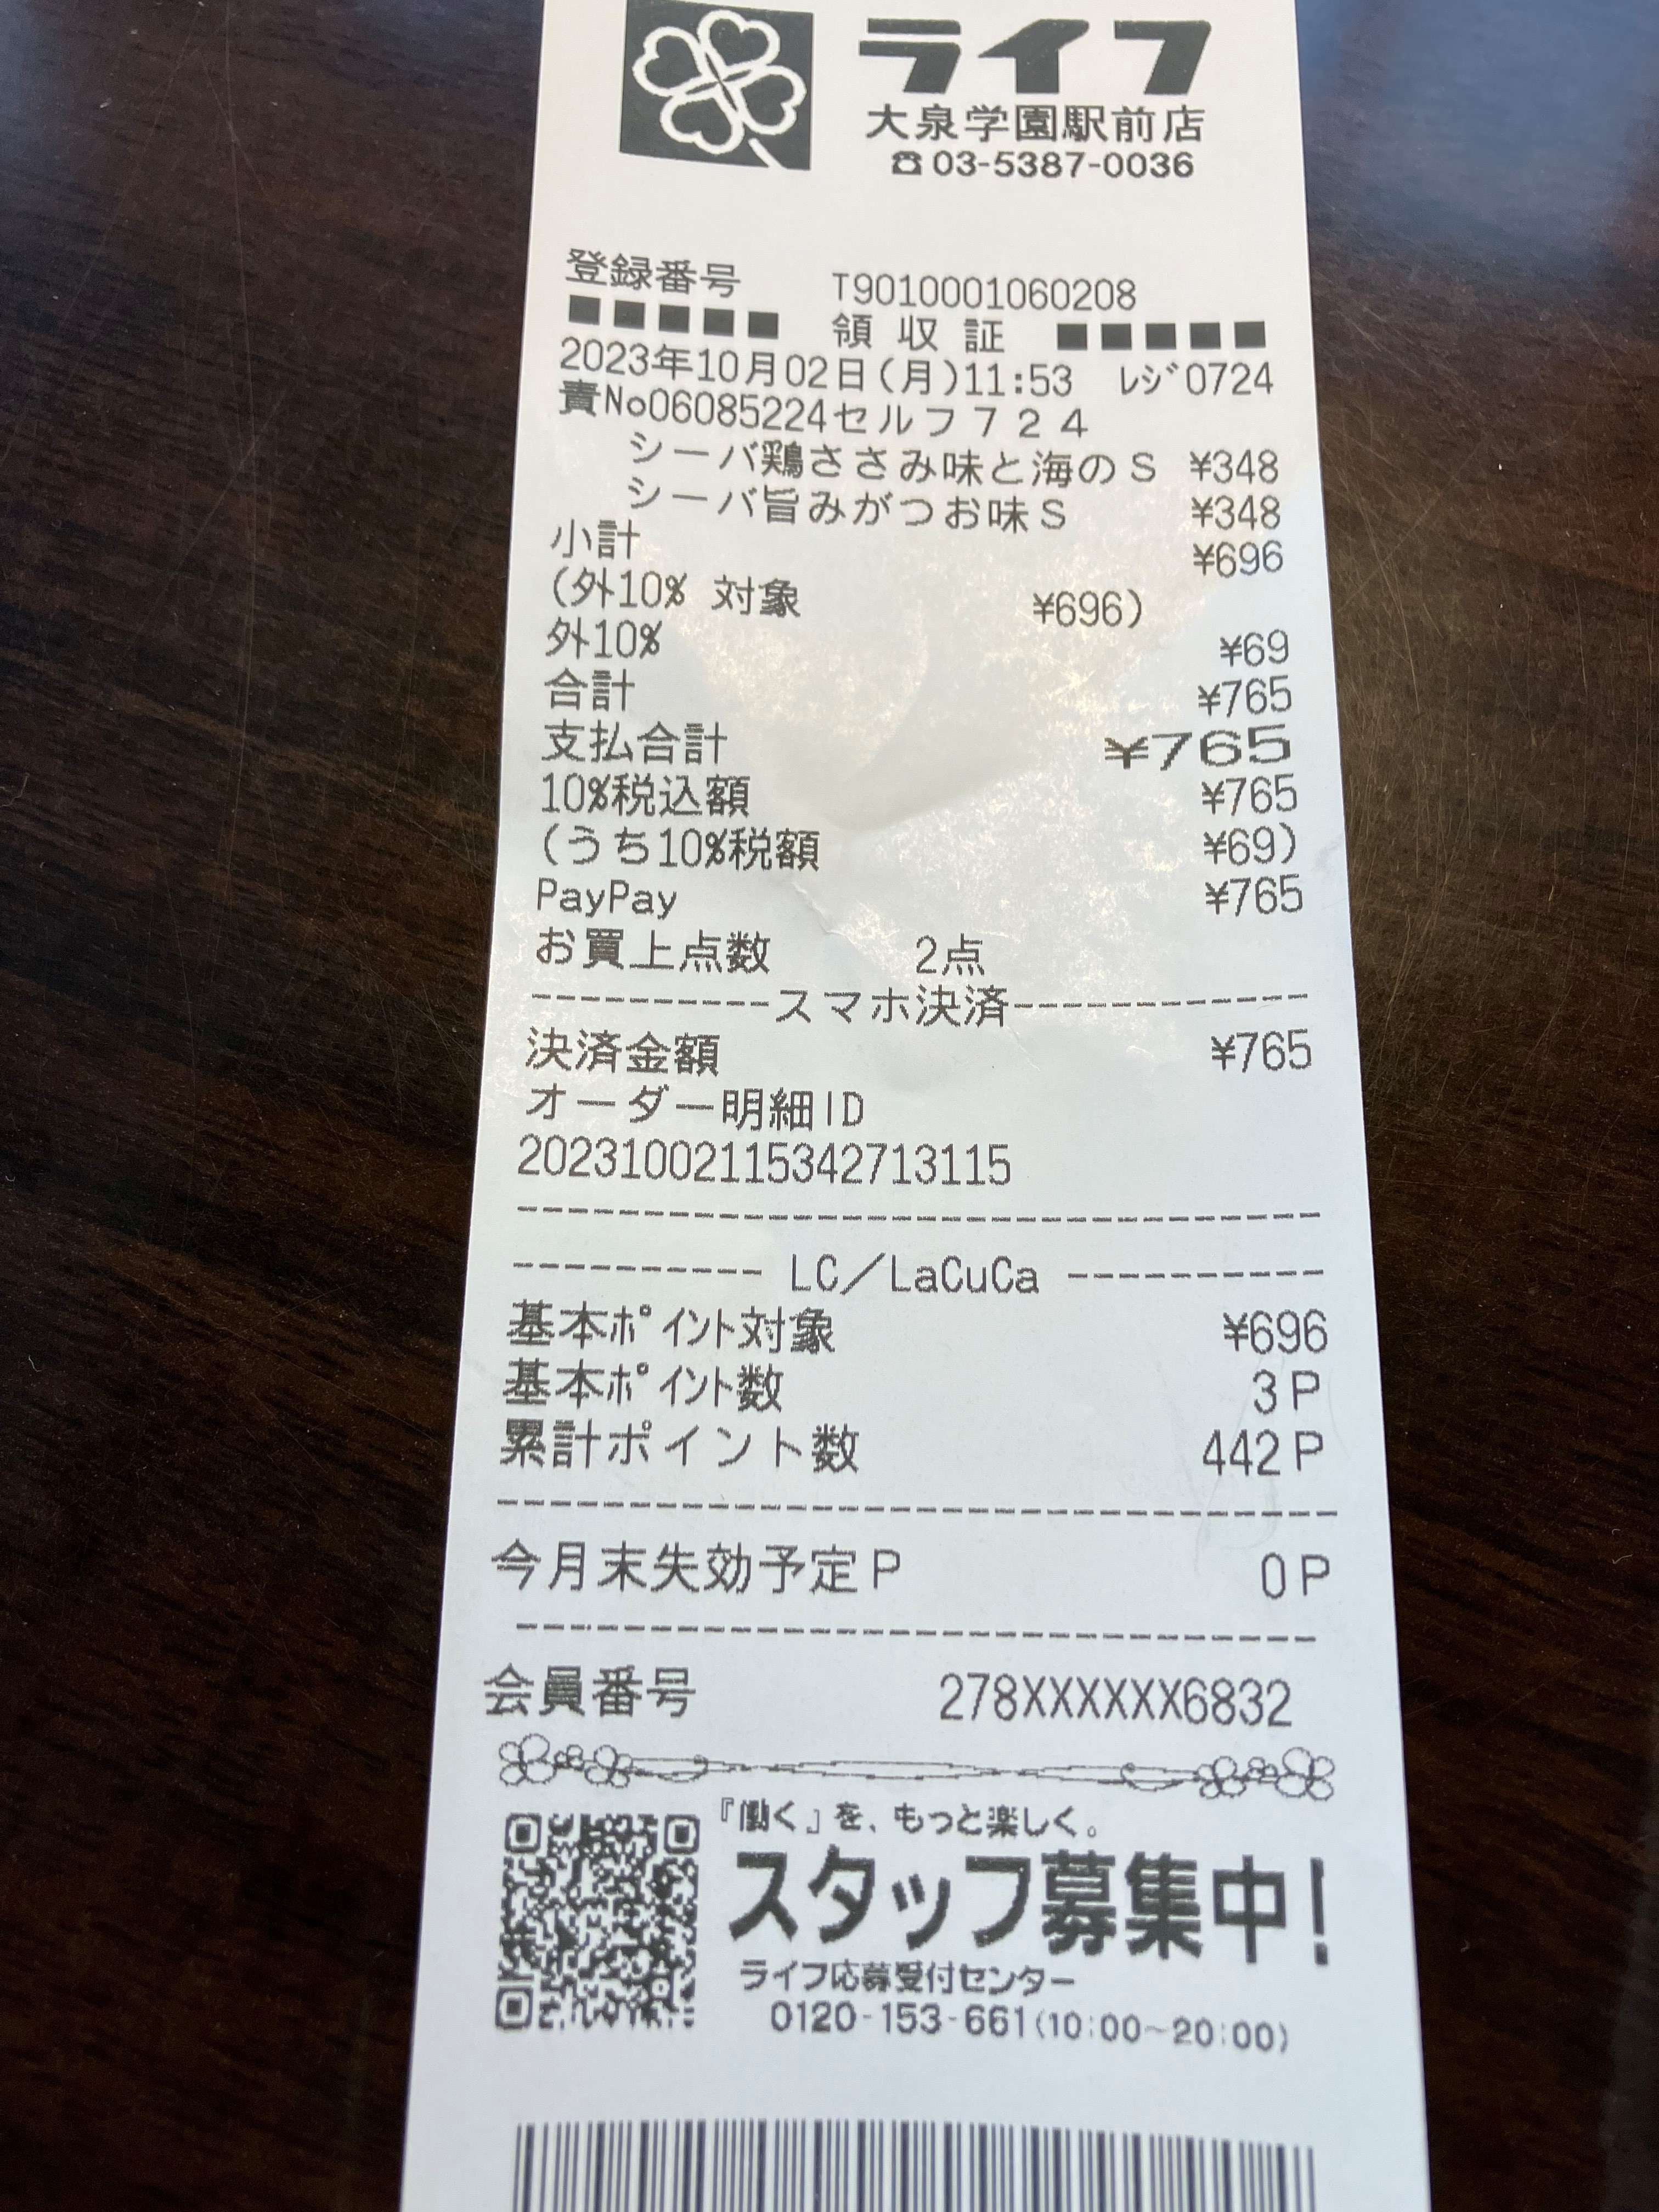 ライフ
大泉学園駅前店
☎03-5387-0036
登録番号 T9010001060208
■■■■■ 領収証 ■■■■■
2023年10月02日(月)11:53 ﾚｼﾞ0724
責No06085224セルフ７２４
シーバ鶏ささみ味と海のＳ ¥348
シーバ旨みがつお味Ｓ ¥348
小計 ¥696
(外10% 対象 ¥696)
外10% ¥69
合計 ¥765
支払合計 ¥765
10%税込額 ¥765
(うち10%税額 ¥69)
PayPay ¥765
お買上点数 2点
----------スマホ決済------------
決済金額 ¥765
オーダー明細ID
20231002115342713115
---------- LC／LaCuCa ----------
基本ﾎﾟｲﾝﾄ対象 ¥696
基本ﾎﾟｲﾝﾄ数 3Ｐ
累計ポイント数 442Ｐ
今月末失効予定Ｐ 0Ｐ
会員番号 278XXXXXX6832
『働く』を、もっと楽しく。
スタッフ募集中!
ライフ応募受付センター
0120-153-661(10:00~20:00)